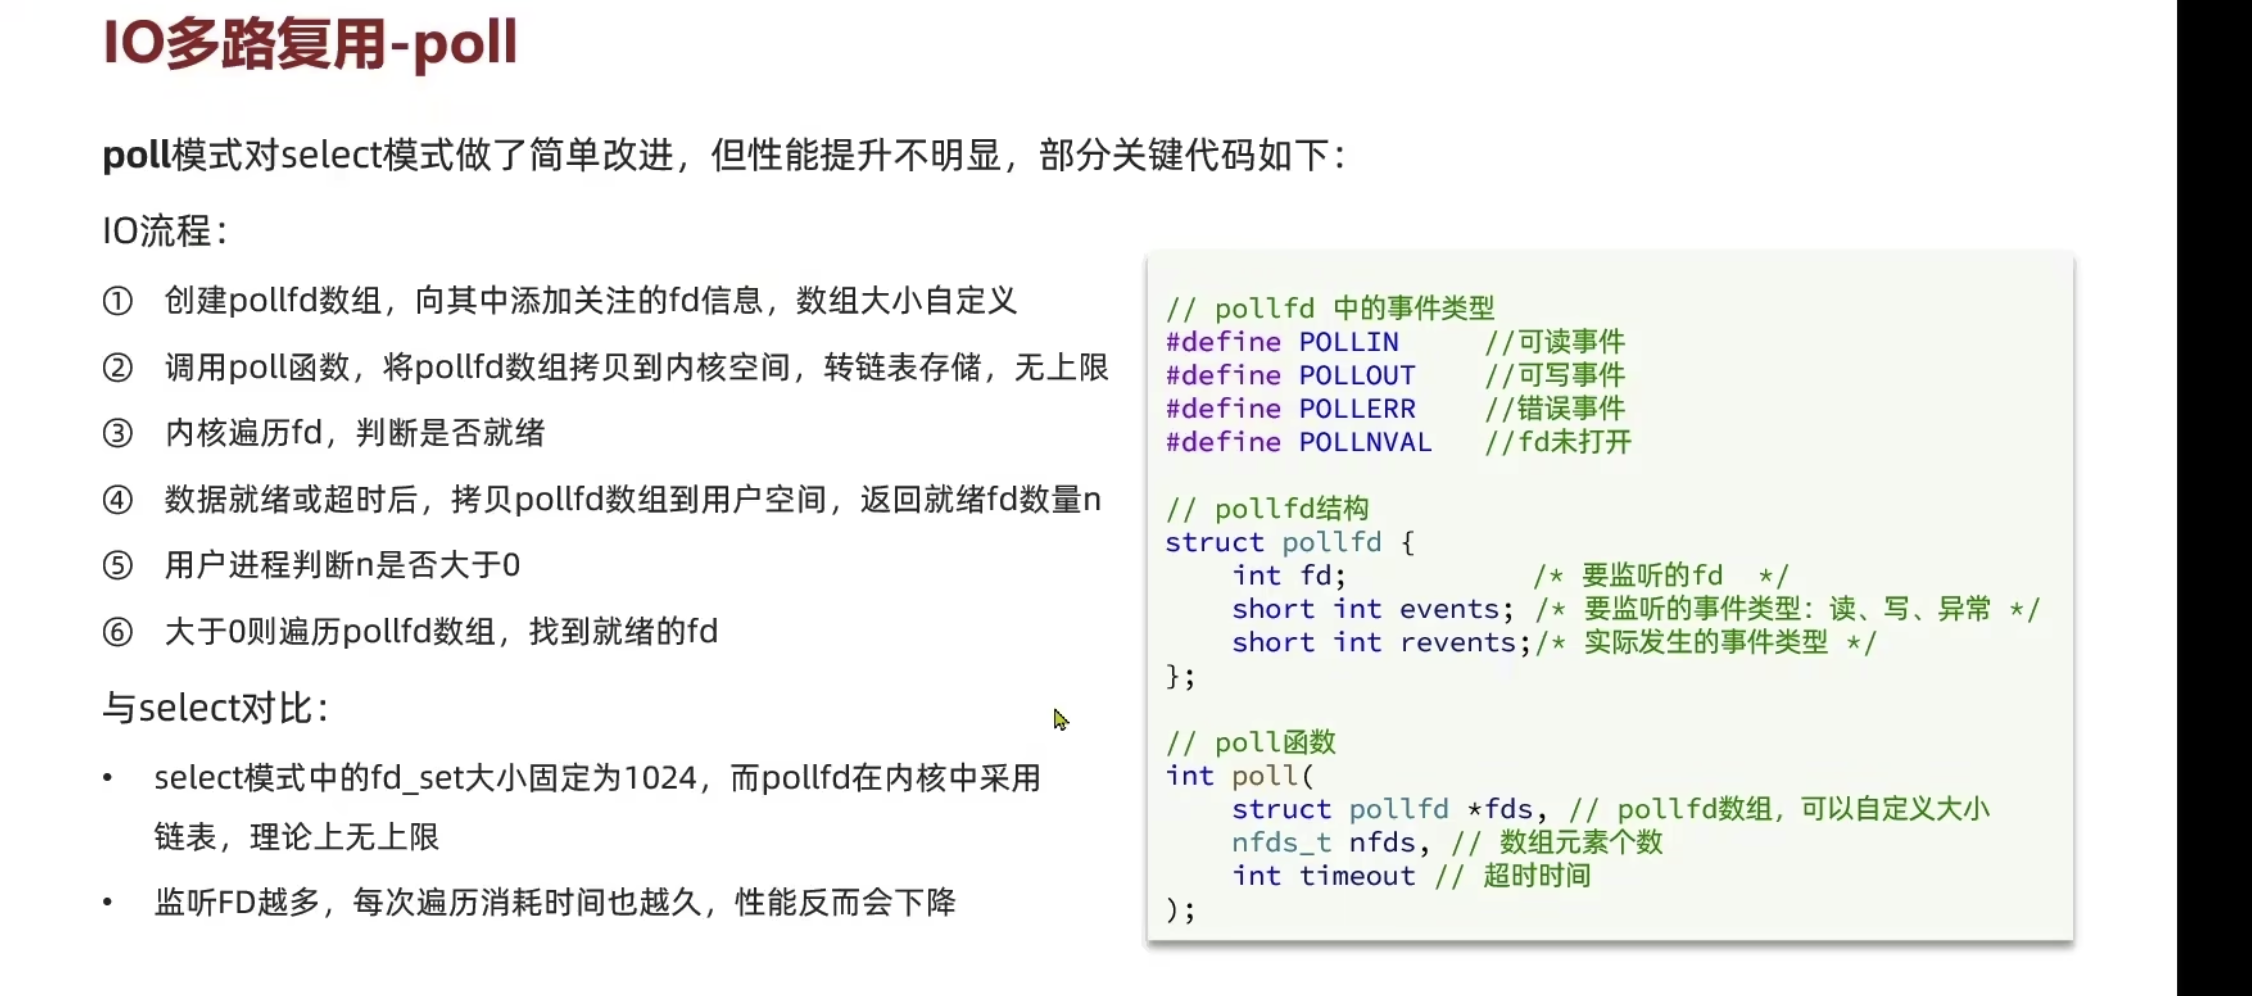 IO多路复用-poll
poll模式对select模式做了简单改进，但性能提升不明显，部分关键代码如下：
IO流程：
① 创建pollfd数组，向其中添加关注的fd信息，数组大小自定义
② 调用poll函数，将pollfd数组拷贝到内核空间，转链表存储，无上限
③ 内核遍历fd，判断是否就绪
④ 数据就绪或超时后，拷贝pollfd数组到用户空间，返回就绪fd数量n
⑤ 用户进程判断n是否大于0
⑥ 大于0则遍历pollfd数组，找到就绪的fd
与select对比：
• select模式中的fd_set大小固定为1024，而pollfd在内核中采用
链表，理论上无上限
• 监听FD越多，每次遍历消耗时间也越久，性能反而会下降
// pollfd 中的事件类型
#define POLLIN //可读事件
#define POLLOUT //可写事件
#define POLLERR //错误事件
#define POLLNVAL //fd未打开
// pollfd结构
struct pollfd {
int fd; /* 要监听的fd */
short int events; /* 要监听的事件类型：读、写、异常 */
short int revents;/* 实际发生的事件类型 */
};
// poll函数
int poll(
struct pollfd *fds, // pollfd数组，可以自定义大小
nfds_t nfds, // 数组元素个数
int timeout // 超时时间
);